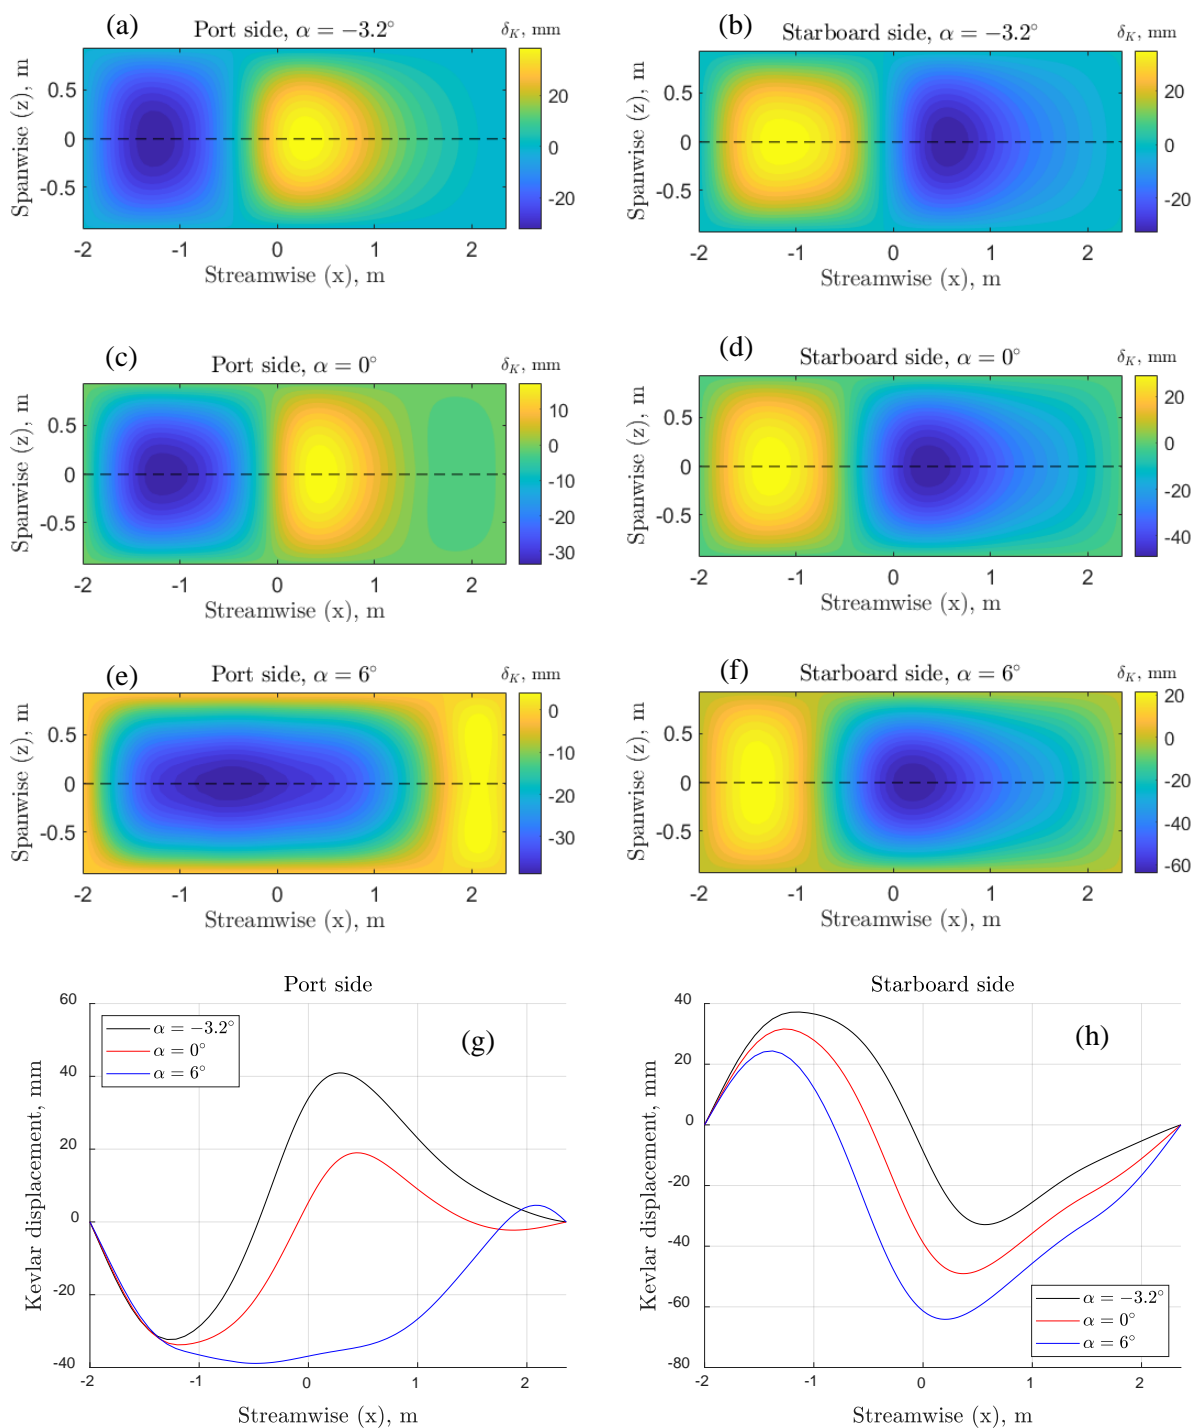 (a)
Port side, α = −3.2°
δ_K, mm
Spanwise (z), m
0.5
0
-0.5
20
0
-20
-2 -1 0 1 2
Streamwise (x), m
(b)
Starboard side, α = −3.2°
δ_K, mm
Spanwise (z), m
0.5
0
-0.5
20
0
-20
-2 -1 0 1 2
Streamwise (x), m
(c)
Port side, α = 0°
δ_K, mm
Spanwise (z), m
0.5
0
-0.5
10
0
-10
-20
-30
-2 -1 0 1 2
Streamwise (x), m
(d)
Starboard side, α = 0°
δ_K, mm
Spanwise (z), m
0.5
0
-0.5
20
0
-20
-40
-2 -1 0 1 2
Streamwise (x), m
(e)
Port side, α = 6°
δ_K, mm
Spanwise (z), m
0.5
0
-0.5
0
-10
-20
-30
-2 -1 0 1 2
Streamwise (x), m
(f)
Starboard side, α = 6°
δ_K, mm
Spanwise (z), m
0.5
0
-0.5
20
0
-20
-40
-60
-2 -1 0 1 2
Streamwise (x), m
Port side
(g)
α = −3.2°
α = 0°
α = 6°
Kevlar displacement, mm
60
40
20
0
-20
-40
-2 -1 0 1 2
Streamwise (x), m
Starboard side
(h)
Kevlar displacement, mm
40
20
0
-20
-40
-60
-80
α = −3.2°
α = 0°
α = 6°
-2 -1 0 1 2
Streamwise (x), m